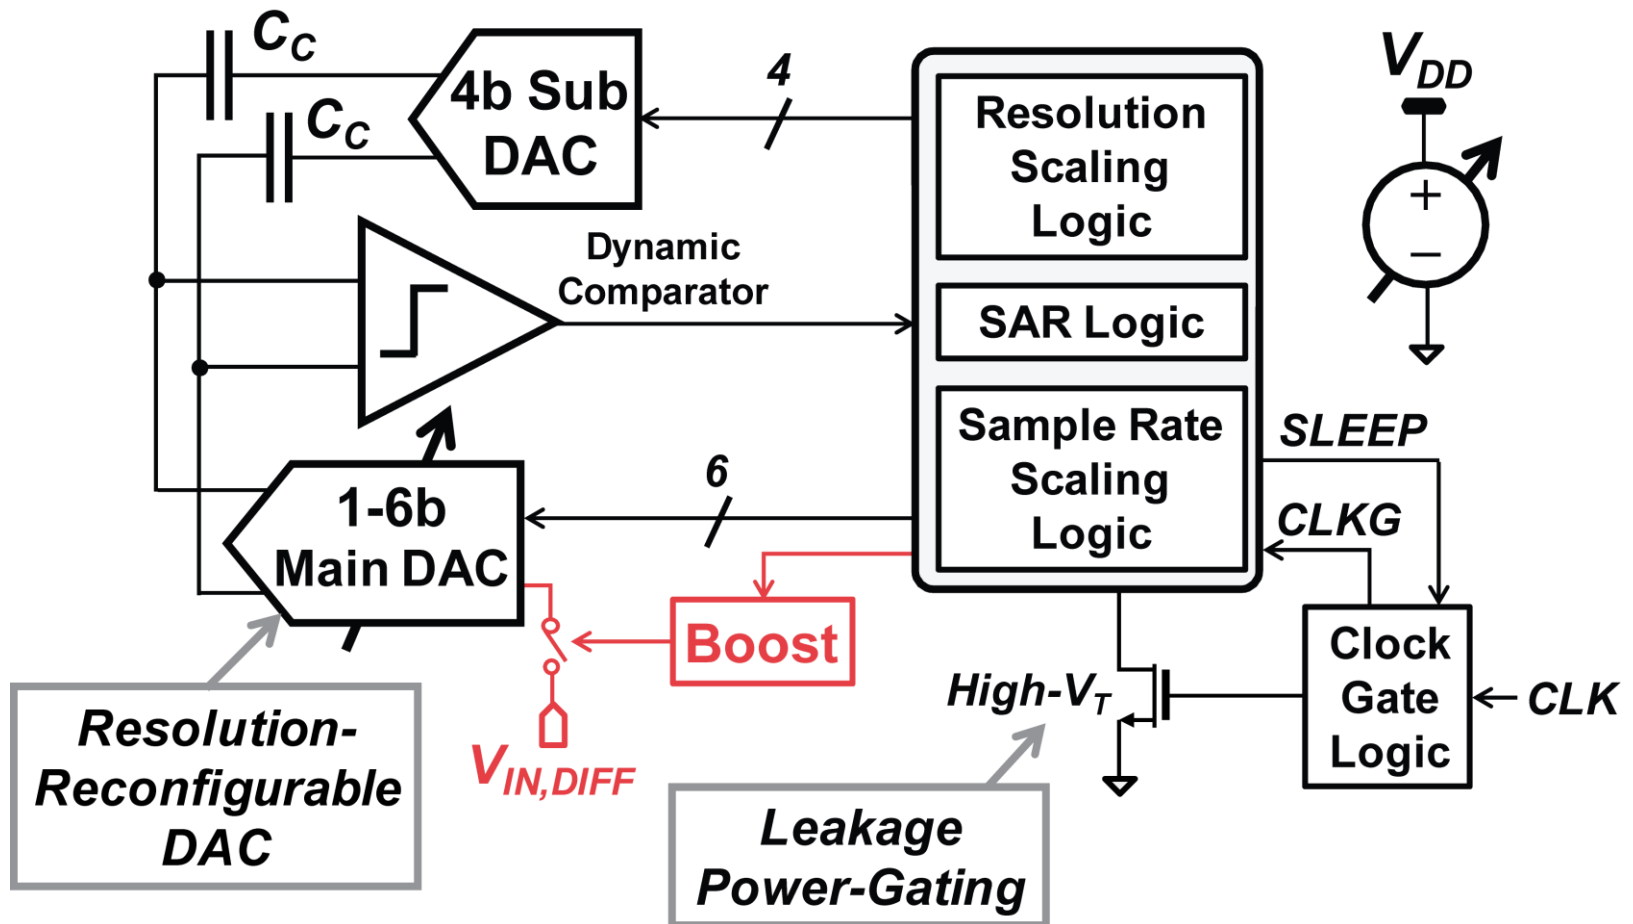 C_C
C_C
4b Sub
DAC
4
Resolution
Scaling
Logic
V_DD
+
−
Dynamic
Comparator
SAR Logic
Sample Rate
Scaling
Logic
SLEEP
CLKG
1-6b
Main DAC
6
Boost
V_IN,DIFF
High-V_T
Clock
Gate
Logic
CLK
Resolution-
Reconfigurable
DAC
Leakage
Power-Gating